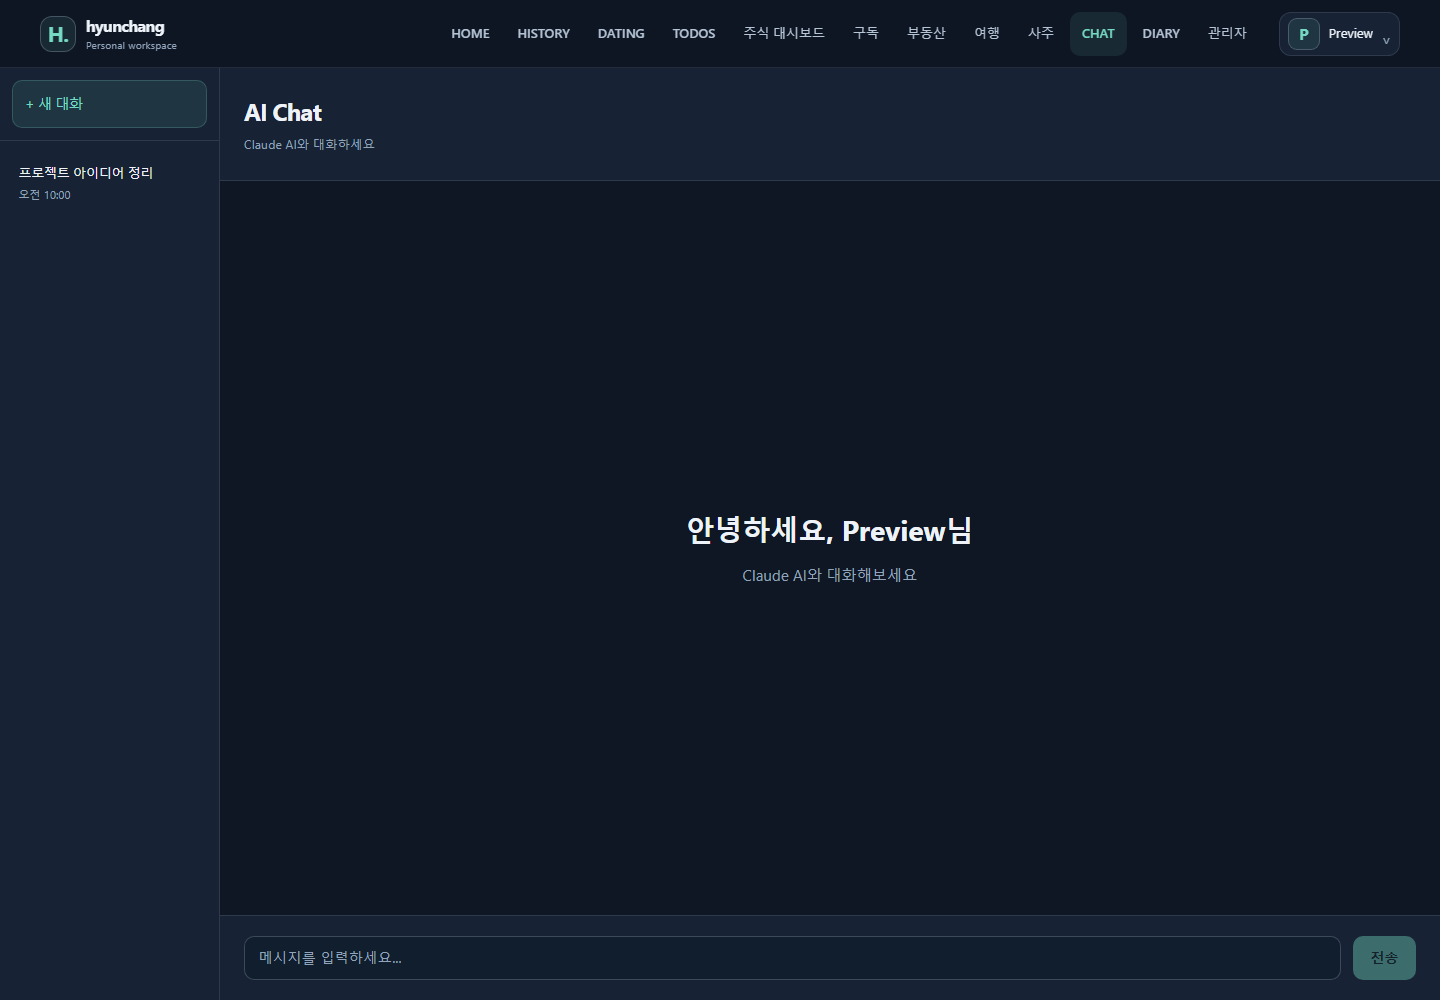 H.
hyunchang
Personal workspace
HOME HISTORY DATING TODOS 주식 대시보드 구독 부동산 여행 사주 CHAT DIARY 관리자
P Preview v
+ 새 대화
프로젝트 아이디어 정리
오전 10:00
AI Chat
Claude AI와 대화하세요
안녕하세요, Preview님
Claude AI와 대화해보세요
메시지를 입력하세요...
전송